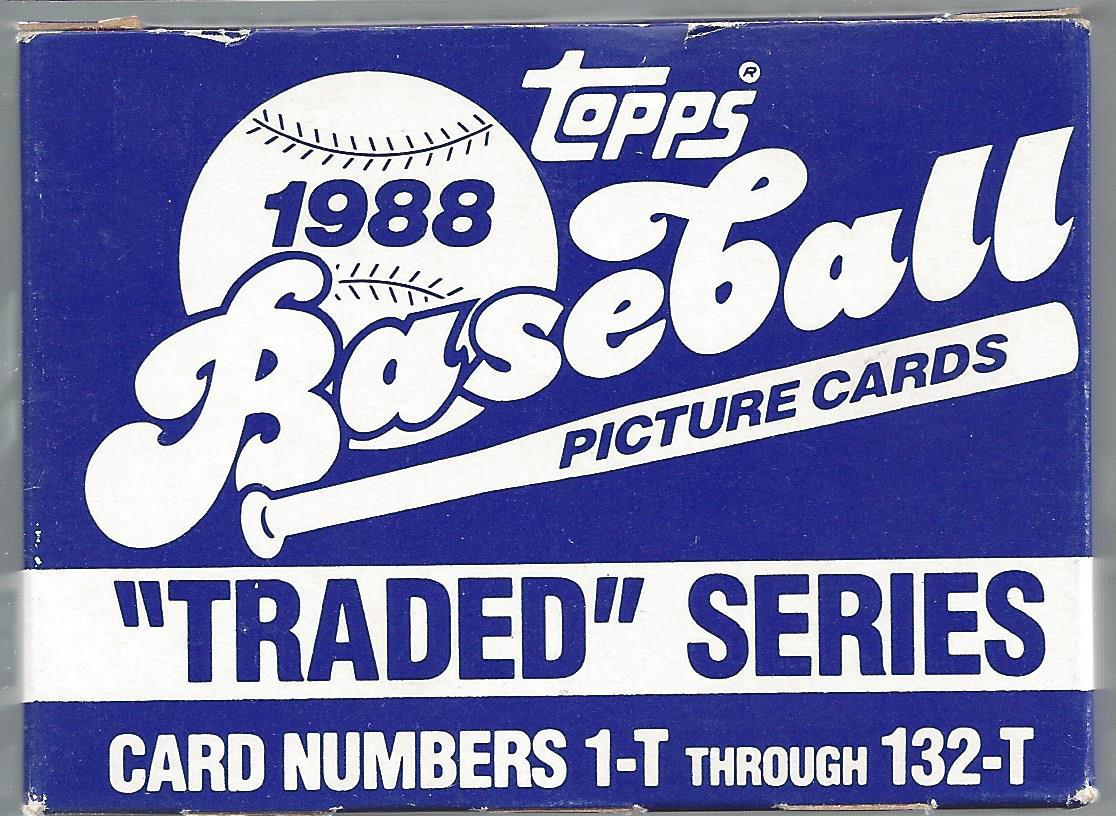 Topps®
1988
Baseball
PICTURE CARDS
"TRADED" SERIES
CARD NUMBERS 1-T THROUGH 132-T